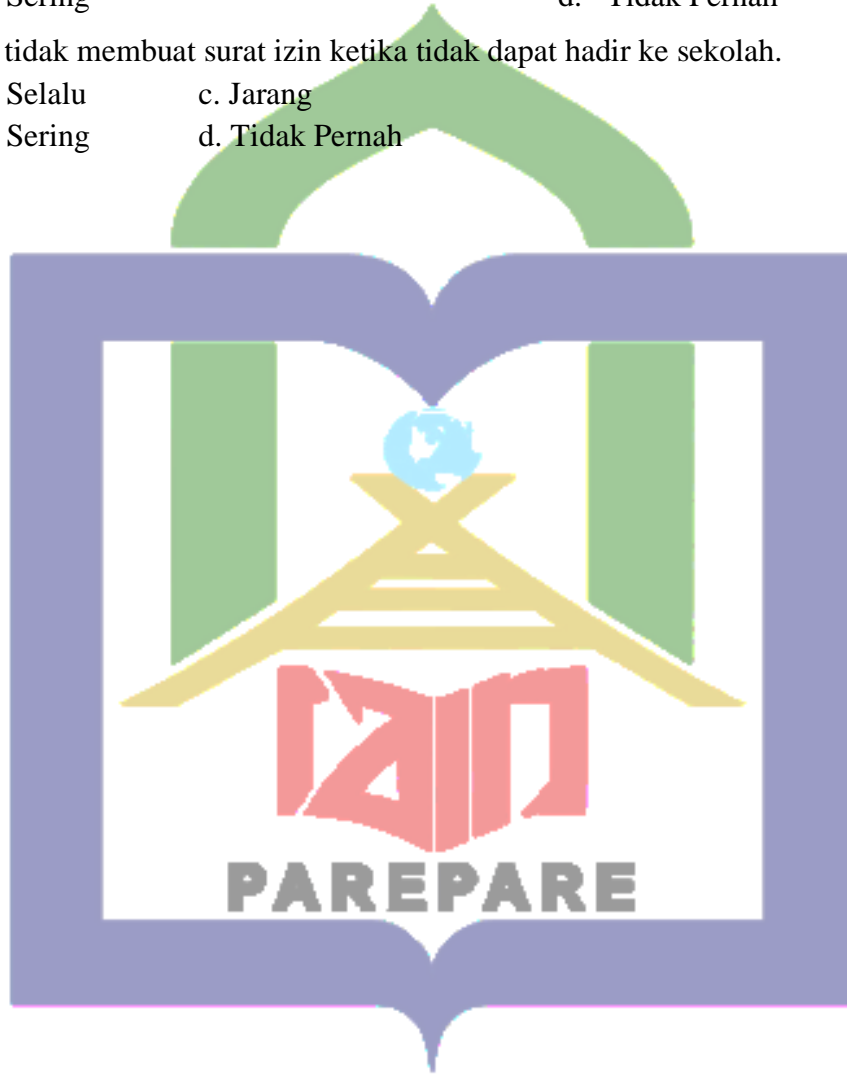 Sering d. Tidak Pernah
tidak membuat surat izin ketika tidak dapat hadir ke sekolah.
Selalu c. Jarang
Sering d. Tidak Pernah
iain
PAREPARE